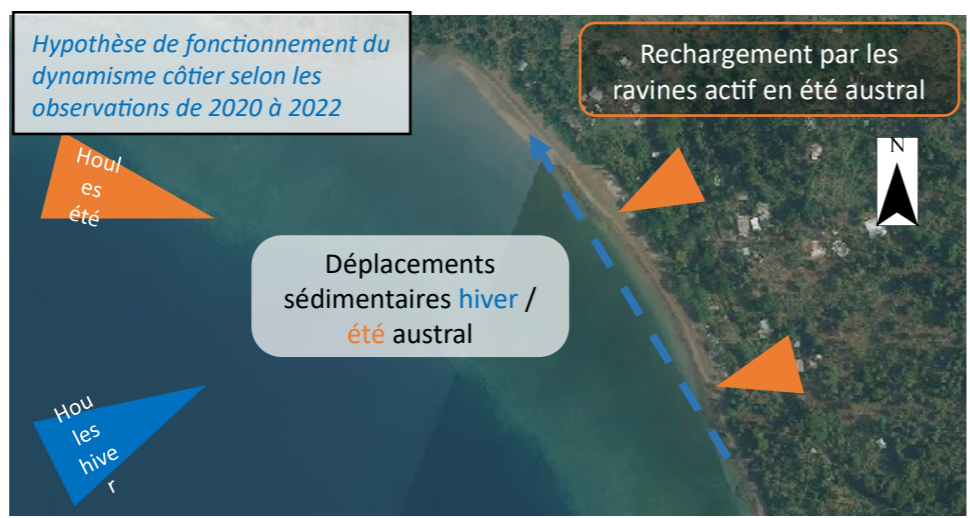 Hypothèse de fonctionnement du
dynamisme côtier selon les
observations de 2020 à 2022
Rechargement par les
ravines actif en été austral
N
Houl
es
été
Déplacements
sédimentaires hiver /
été austral
Hou
les
hive
r